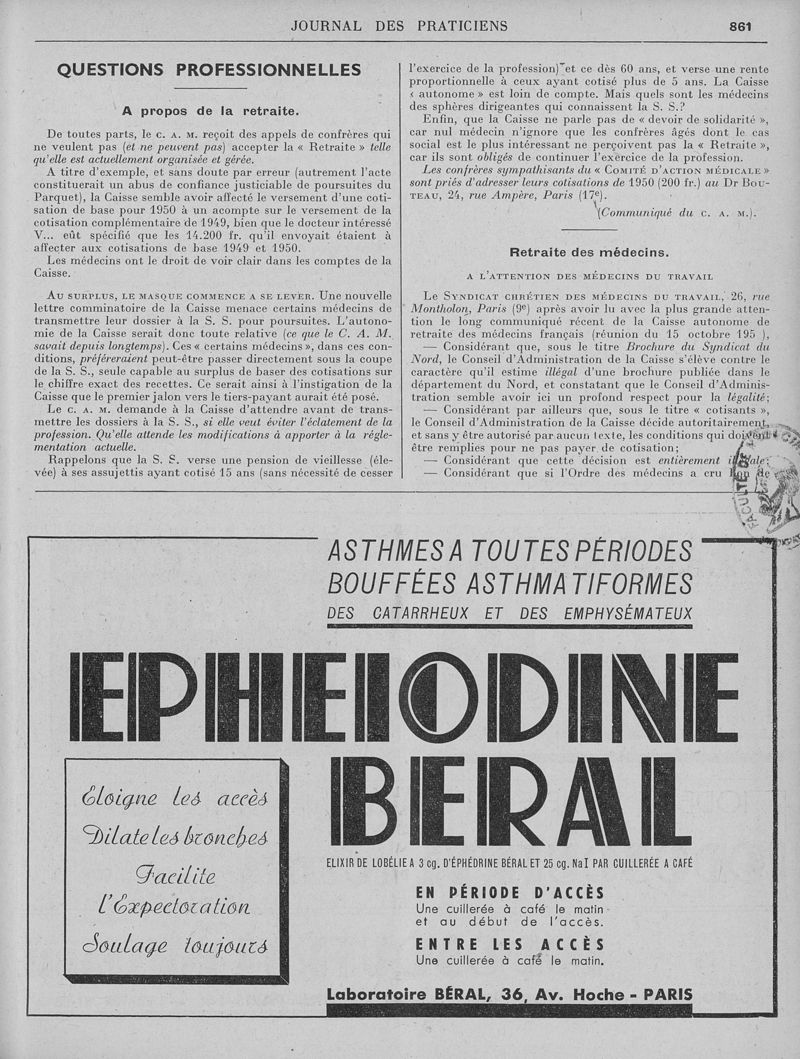 JOURNAL DES PRATICIENS 861
QUESTIONS PROFESSIONNELLES
A propos de la retraite.
De toutes parts, le C. A. M. reçoit des appels de confrères qui
ne veulent pas (et ne peuvent pas) accepter la « Retraite » telle
qu'elle est actuellement organisée et gérée.
A titre d'exemple, et sans doute par erreur (autrement l'acte
constituerait un abus de confiance justiciable de poursuites du
Parquet), la Caisse semble avoir affecté le versement d'une coti-
sation de base pour 1950 à un acompte sur le versement de la
cotisation complémentaire de 1949, bien que le docteur intéressé
V... eût spécifié que les 14.200 fr. qu'il envoyait étaient à
affecter aux cotisations de base 1949 et 1950.
Les médecins ont le droit de voir clair dans les comptes de la
Caisse.
AU SURPLUS, LE MASQUE COMMENCE A SE LEVER. Une nouvelle
lettre comminatoire de la Caisse menace certains médecins de
transmettre leur dossier à la S. S. pour poursuites. L'autono-
mie de la Caisse serait donc toute relative (ce que le C. A. M.
savait depuis longtemps). Ces « certains médecins », dans ces con-
ditions, préféreraient peut-être passer directement sous la coupe
de la S. S., seule capable au surplus de baser des cotisations sur
le chiffre exact des recettes. Ce serait ainsi à l'instigation de la
Caisse que le premier jalon vers le tiers-payant aurait été posé.
Le C. A. M. demande à la Caisse d'attendre avant de trans-
mettre les dossiers à la S. S., si elle veut éviter l'éclatement de la
profession. Qu'elle attende les modifications à apporter à la régle-
mentation actuelle.
Rappelons que la S. S. verse une pension de vieillesse (éle-
vée) à ses assujettis ayant cotisé 15 ans (sans nécessité de cesser
l'exercice de la profession) et ce dès 60 ans, et verse une rente
proportionnelle à ceux ayant cotisé plus de 5 ans. La Caisse
« autonome » est loin de compte. Mais quels sont les médecins
des sphères dirigeantes qui connaissent la S. S.?
Enfin, que la Caisse ne parle pas de « devoir de solidarité »,
car nul médecin n'ignore que les confrères âgés dont le cas
social est le plus intéressant ne perçoivent pas la « Retraite »,
car ils sont obligés de continuer l'exercice de la profession.
Les confrères sympathisants du « COMITÉ D'ACTION MÉDICALE »
sont priés d'adresser leurs cotisations de 1950 (200 fr.) au Dr BOU-
TEAU, 24, rue Ampère, Paris (17e).
(Communiqué du C. A. M.).
Retraite des médecins.
A L'ATTENTION DES MÉDECINS DU TRAVAIL
Le SYNDICAT CHRÉTIEN DES MÉDECINS DU TRAVAIL, 26, rue
Montholon, Paris (9e) après avoir lu avec la plus grande atten-
tion le long communiqué récent de la Caisse autonome de
retraite des médecins français (réunion du 15 octobre 195 ),
— Considérant que, sous le titre Brochure du Syndicat du
Nord, le Conseil d'Administration de la Caisse s'élève contre le
caractère qu'il estime illégal d'une brochure publiée dans le
département du Nord, et constatant que le Conseil d'Adminis-
tration semble avoir ici un profond respect pour la légalité;
— Considérant par ailleurs que, sous le titre « cotisants »,
le Conseil d'Administration de la Caisse décide autoritairement,
et sans y être autorisé par aucun texte, les conditions qui doivent
être remplies pour ne pas payer de cotisation;
— Considérant que cette décision est entièrement illégale;
— Considérant que si l'Ordre des médecins a cru
FACULTÉ
ASTHMES A TOUTES PÉRIODES
BOUFFÉES ASTHMATIFORMES
DES CATARRHEUX ET DES EMPHYSÉMATEUX
EPHEIODINE
BERAL
Éloigne les accès
Dilate les bronches
Facilite
l'Expectoration
Soulage toujours
ELIXIR DE LOBÉLIE A 3 cg. D'ÉPHÉDRINE BÉRAL ET 25 cg. NaI PAR CUILLERÉE A CAFÉ
EN PÉRIODE D'ACCÈS
Une cuillerée à café le matin
et au début de l'accès.
ENTRE LES ACCÈS
Une cuillerée à café le matin.
Laboratoire BÉRAL, 36, Av. Hoche - PARIS